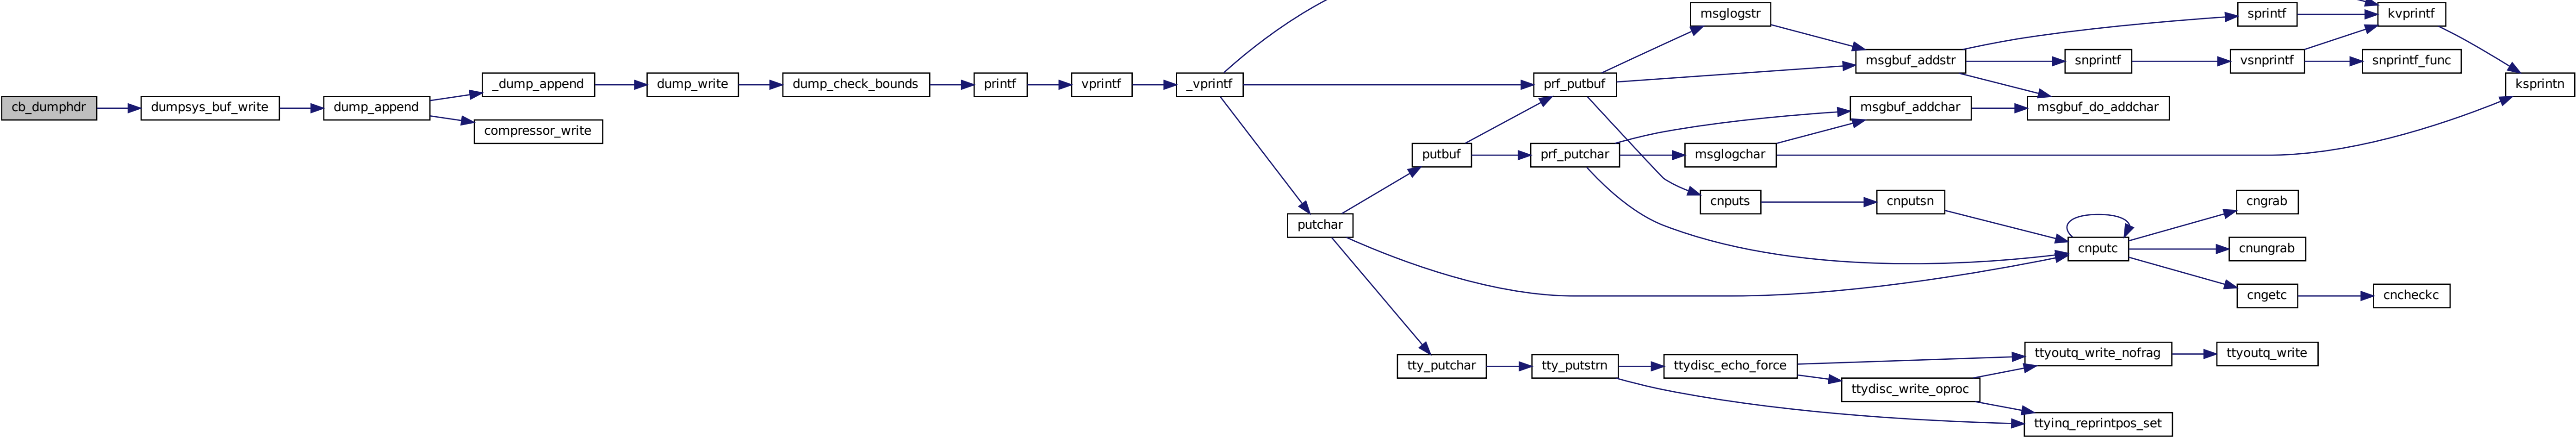 cb_dumphdr
dumpsys_buf_write
dump_append
_dump_append
compressor_write
dump_write
dump_check_bounds
printf
vprintf
_vprintf
prf_putbuf
putchar
putbuf
prf_putchar
tty_putchar
tty_putstrn
msglogstr
msglogchar
cnputs
ttydisc_echo_force
msgbuf_addstr
msgbuf_addchar
cnputsn
ttydisc_write_oproc
snprintf
msgbuf_do_addchar
cnputc
ttyoutq_write_nofrag
ttyinq_reprintpos_set
sprintf
vsnprintf
cngrab
cnungrab
cngetc
ttyoutq_write
kvprintf
snprintf_func
cncheckc
ksprintn